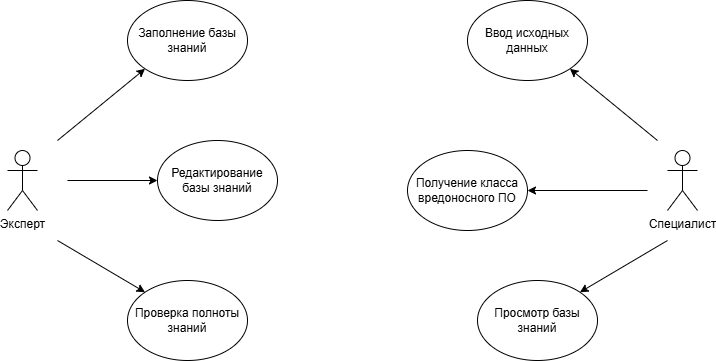 Заполнение базы
знаний
Ввод исходных
данных
Редактирование
базы знаний
Получение класса
вредоносного ПО
Эксперт
Специалист
Проверка полноты
знаний
Просмотр базы
знаний